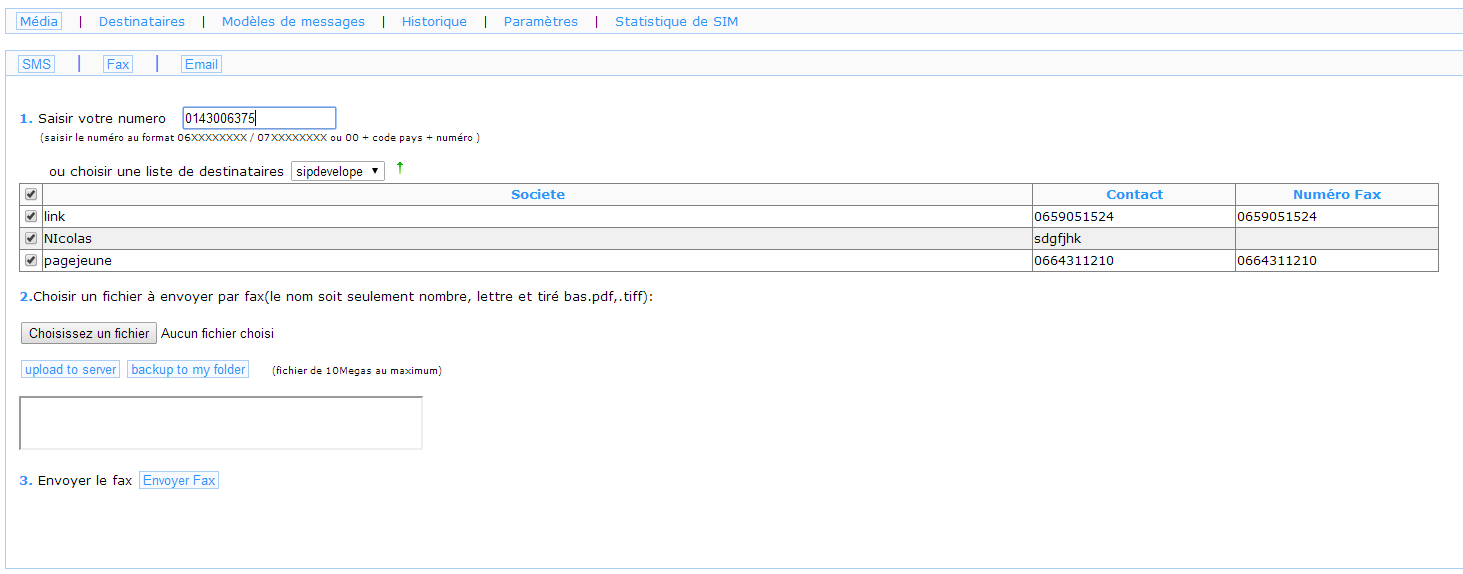 Média | Destinataires | Modèles de messages | Historique | Paramètres | Statistique de SIM
SMS | Fax | Email
1. Saisir votre numero 0143006375
(saisir le numéro au format 06XXXXXXXX / 07XXXXXXXX ou 00 + code pays + numéro )
ou choisir une liste de destinataires sipdevelope ▼ ↑
Societe Contact Numéro Fax
link 0659051524 0659051524
NIcolas sdgfjhk
pagejeune 0664311210 0664311210
2.Choisir un fichier à envoyer par fax(le nom soit seulement nombre, lettre et tiré bas.pdf,.tiff):
Choisissez un fichier Aucun fichier choisi
upload to server backup to my folder (fichier de 10Megas au maximum)
3. Envoyer le fax Envoyer Fax